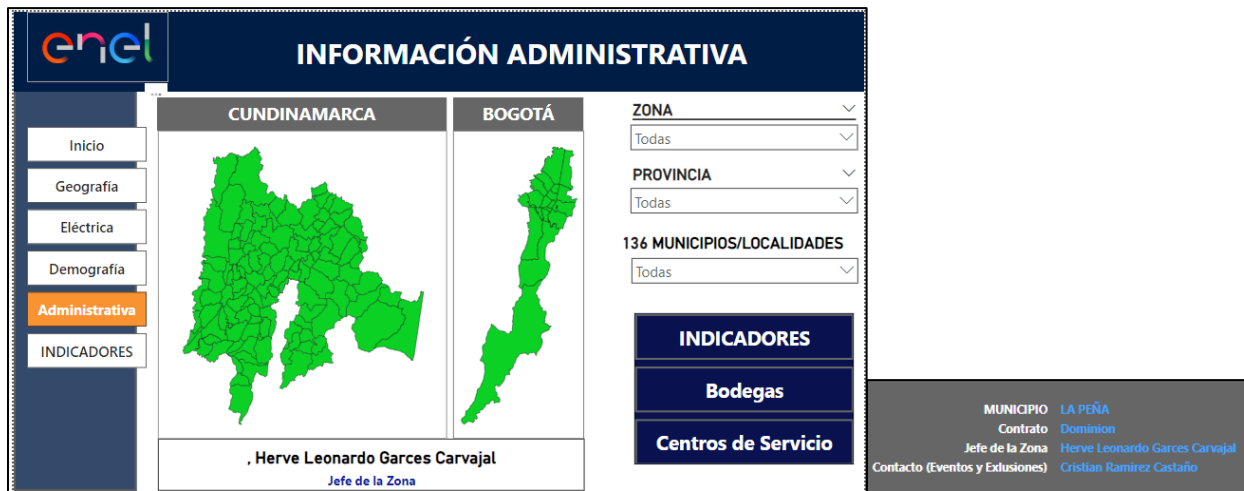 enel
INFORMACIÓN ADMINISTRATIVA
Inicio
Geografía
Eléctrica
Demografía
Administrativa
INDICADORES
CUNDINAMARCA
BOGOTÁ
ZONA
Todas
PROVINCIA
Todas
136 MUNICIPIOS/LOCALIDADES
Todas
INDICADORES
Bodegas
Centros de Servicio
, Herve Leonardo Garces Carvajal
Jefe de la Zona
MUNICIPIO LA PEÑA
Contrato Dominion
Jefe de la Zona Herve Leonardo Garces Carvajal
Contacto (Eventos y Exlusiones) Cristian Ramirez Castaño